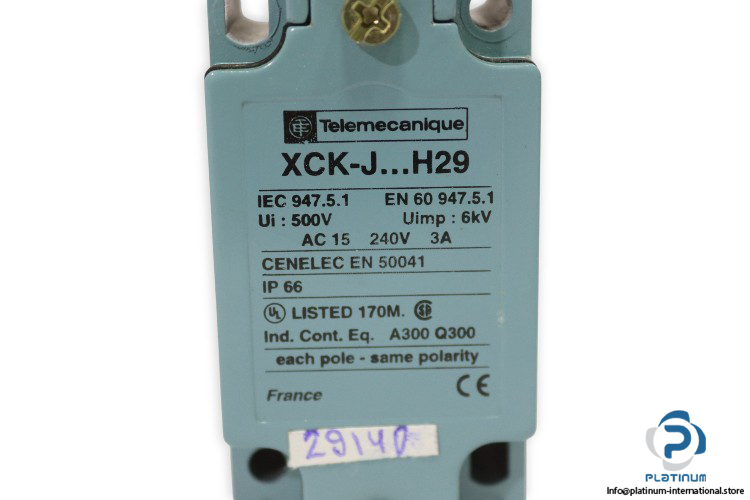 Telemecanique
XCK-J...H29
IEC 947.5.1 EN 60 947.5.1
Ui : 500V Uimp : 6kV
AC 15 240V 3A
CENELEC EN 50041
IP 66
UL LISTED 170M. SA
Ind. Cont. Eq. A300 Q300
each pole - same polarity
France CE
29140
PLATINUM
Info@platinum-international.store